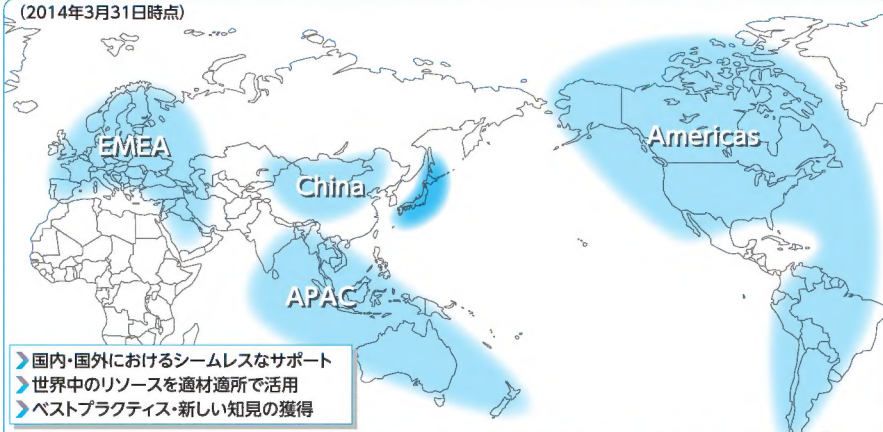 (2014年3月31日時点)
EMEA
China
Americas
APAC
国内・国外におけるシームレスなサポート
世界中のリソースを適材適所で活用
ベストプラクティス・新しい知見の獲得